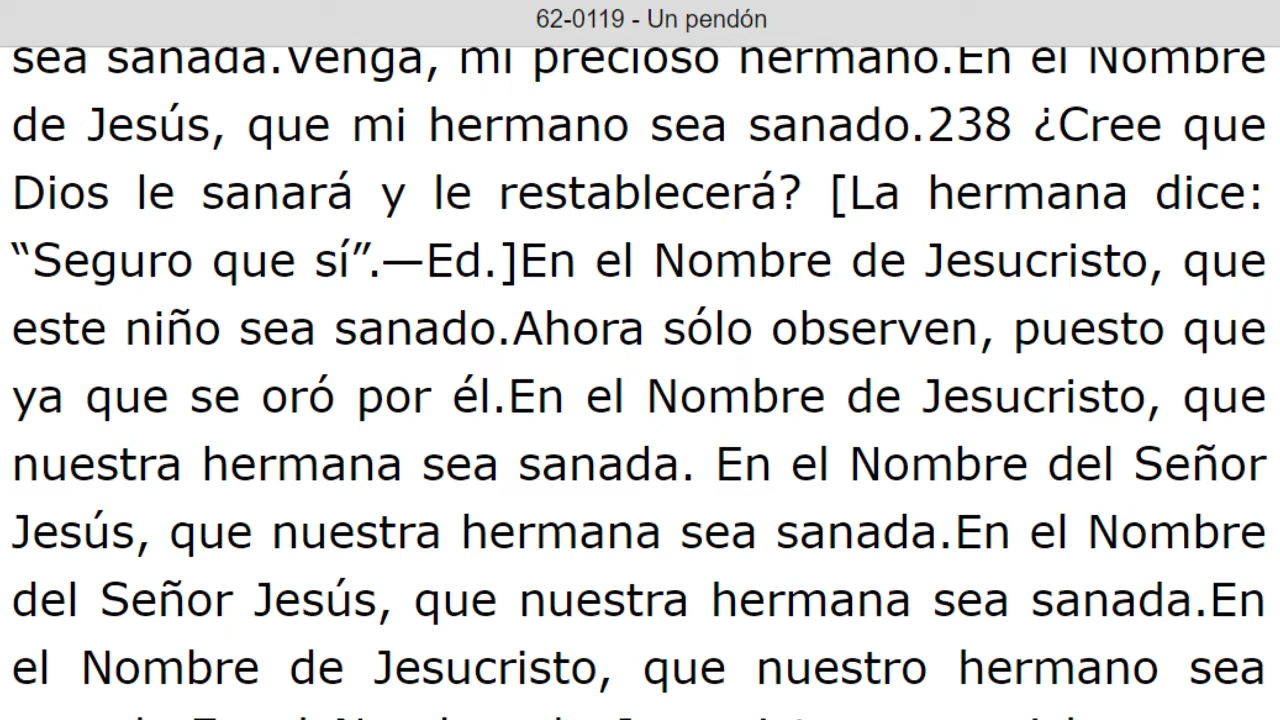 62-0119 - Un pendón
sea sanada.Venga, mi precioso hermano.En el Nombre
de Jesús, que mi hermano sea sanado.238 ¿Cree que
Dios le sanará y le restablecerá? [La hermana dice:
“Seguro que sí”.—Ed.]En el Nombre de Jesucristo, que
este niño sea sanado.Ahora sólo observen, puesto que
ya que se oró por él.En el Nombre de Jesucristo, que
nuestra hermana sea sanada. En el Nombre del Señor
Jesús, que nuestra hermana sea sanada.En el Nombre
del Señor Jesús, que nuestra hermana sea sanada.En
el Nombre de Jesucristo, que nuestro hermano sea